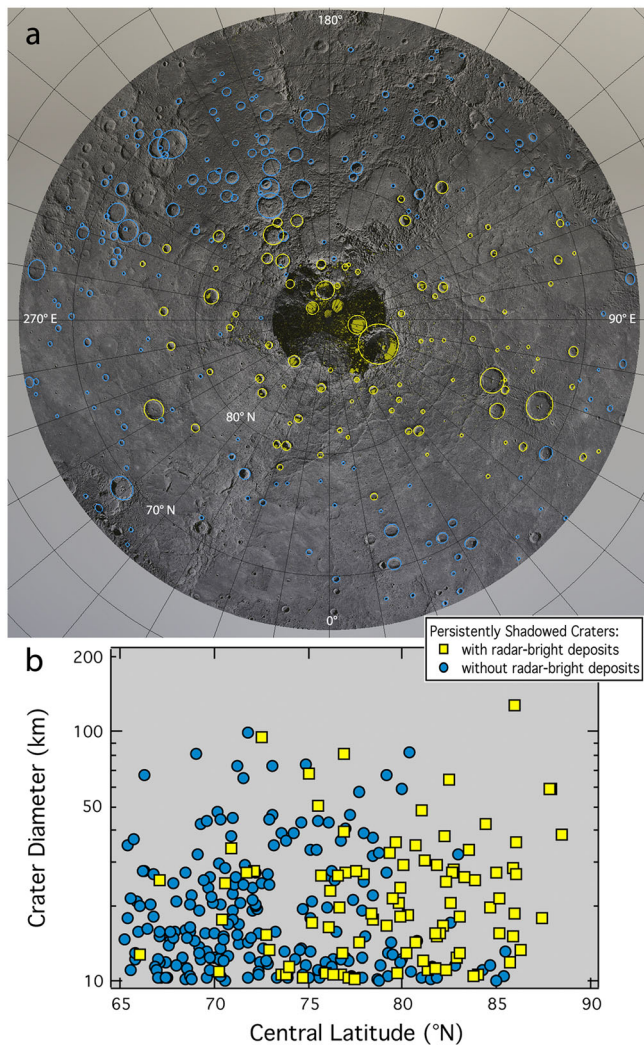 a
180°
270° E
90° E
80° N
70° N
0°
Persistently Shadowed Craters:
with radar-bright deposits
without radar-bright deposits
b
200
100
50
10
Crater Diameter (km)
65
70
75
80
85
90
Central Latitude (°N)